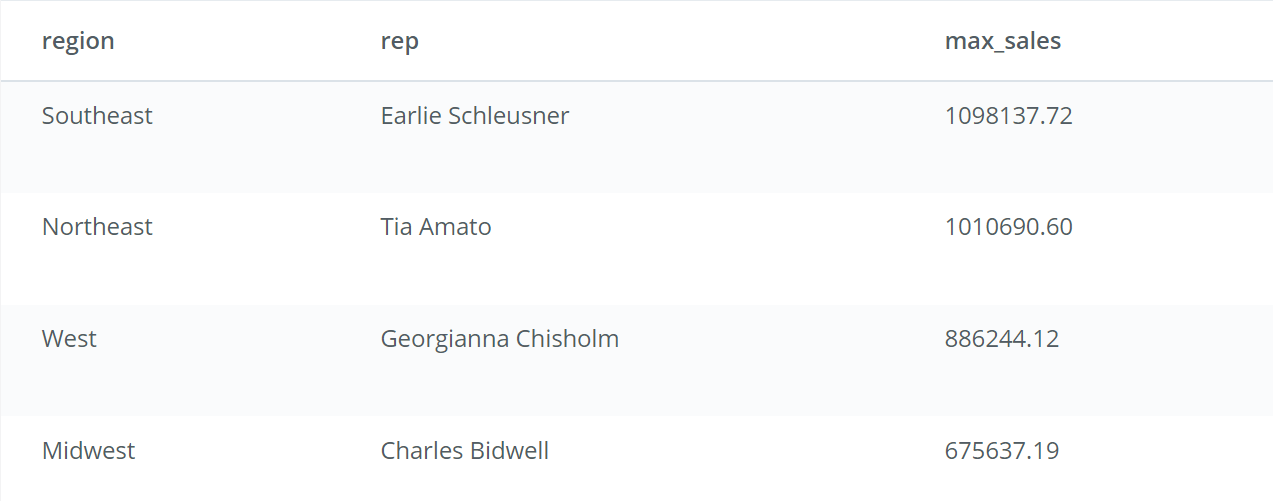 region rep max_sales
Southeast Earlie Schleusner 1098137.72
Northeast Tia Amato 1010690.60
West Georgianna Chisholm 886244.12
Midwest Charles Bidwell 675637.19